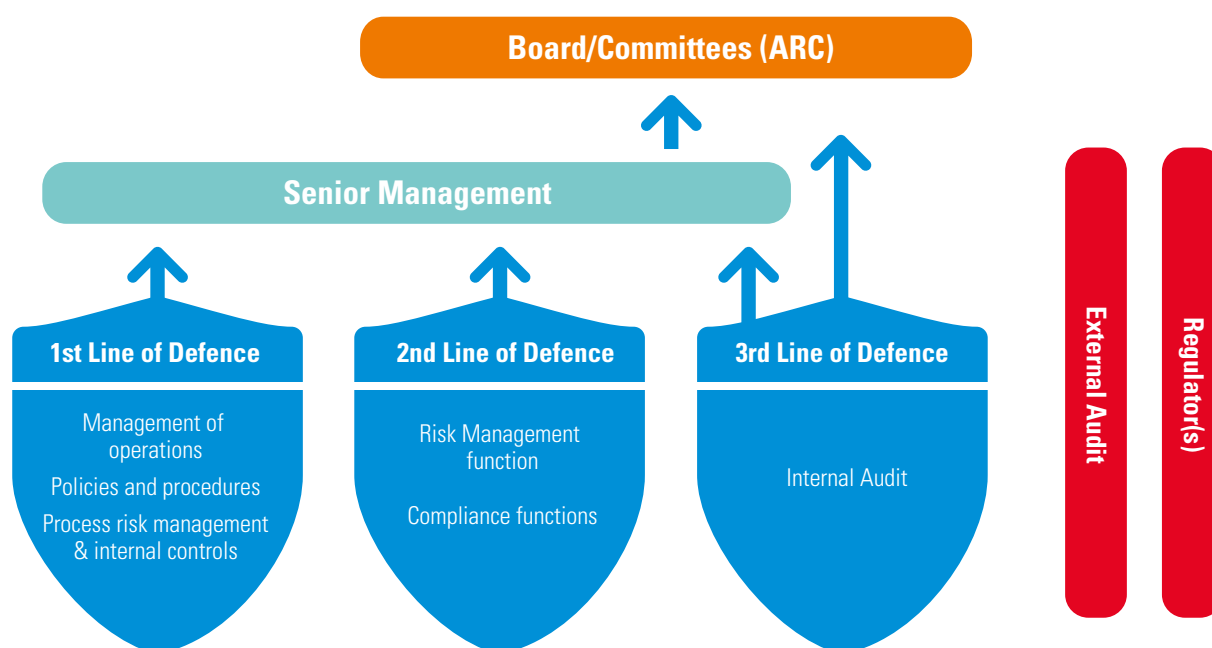 Board/Committees (ARC)
Senior Management
1st Line of Defence
Management of
operations
Policies and procedures
Process risk management
& internal controls
2nd Line of Defence
Risk Management
function
Compliance functions
3rd Line of Defence
Internal Audit
External Audit
Regulator(s)